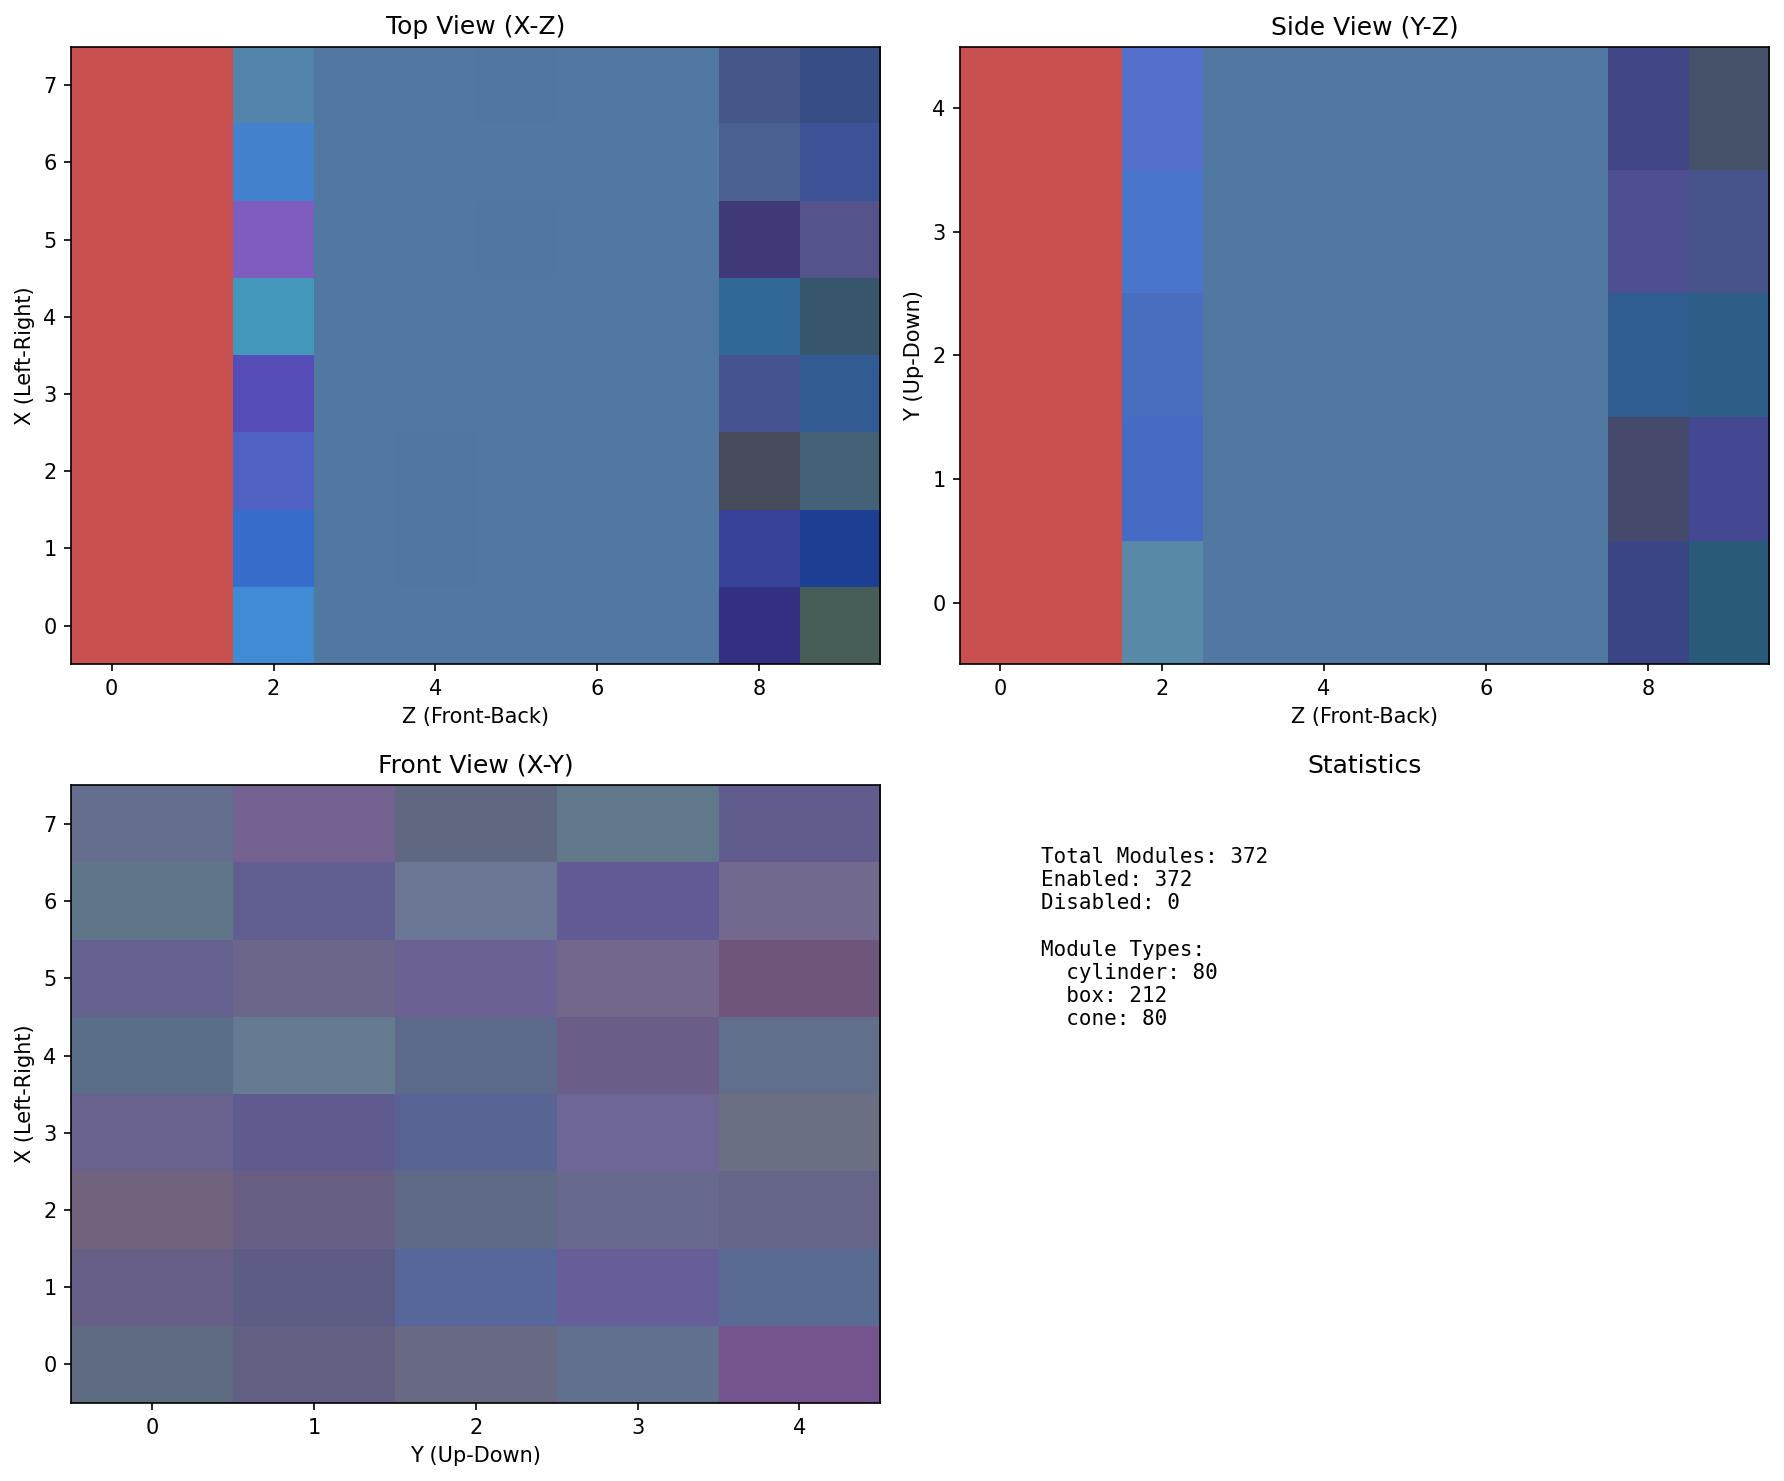 Top View (X-Z)
X (Left-Right)
7
6
5
4
3
2
1
0
0 2 4 6 8
Z (Front-Back)
Side View (Y-Z)
Y (Up-Down)
4
3
2
1
0
0 2 4 6 8
Z (Front-Back)
Front View (X-Y)
X (Left-Right)
7
6
5
4
3
2
1
0
0 1 2 3 4
Y (Up-Down)
Statistics
Total Modules: 372
Enabled: 372
Disabled: 0
Module Types:
cylinder: 80
box: 212
cone: 80